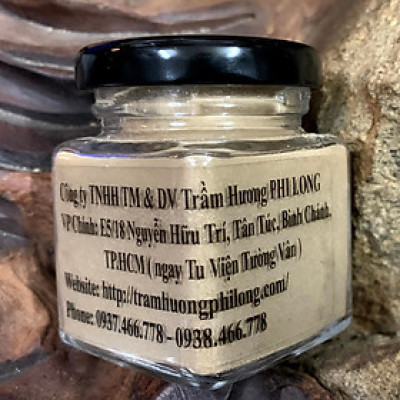 Công ty TNHH TM & DV Trầm Hương PHI LONG
VP Chính: E5/18 Nguyễn Hữu Trí, Tân Túc, Bình Chánh,
TP.HCM ( ngay Tu Viện Tường Vân )
Website: http://tramhuongphilong.com/
Phone: 0937.466.778 - 0938.466.778